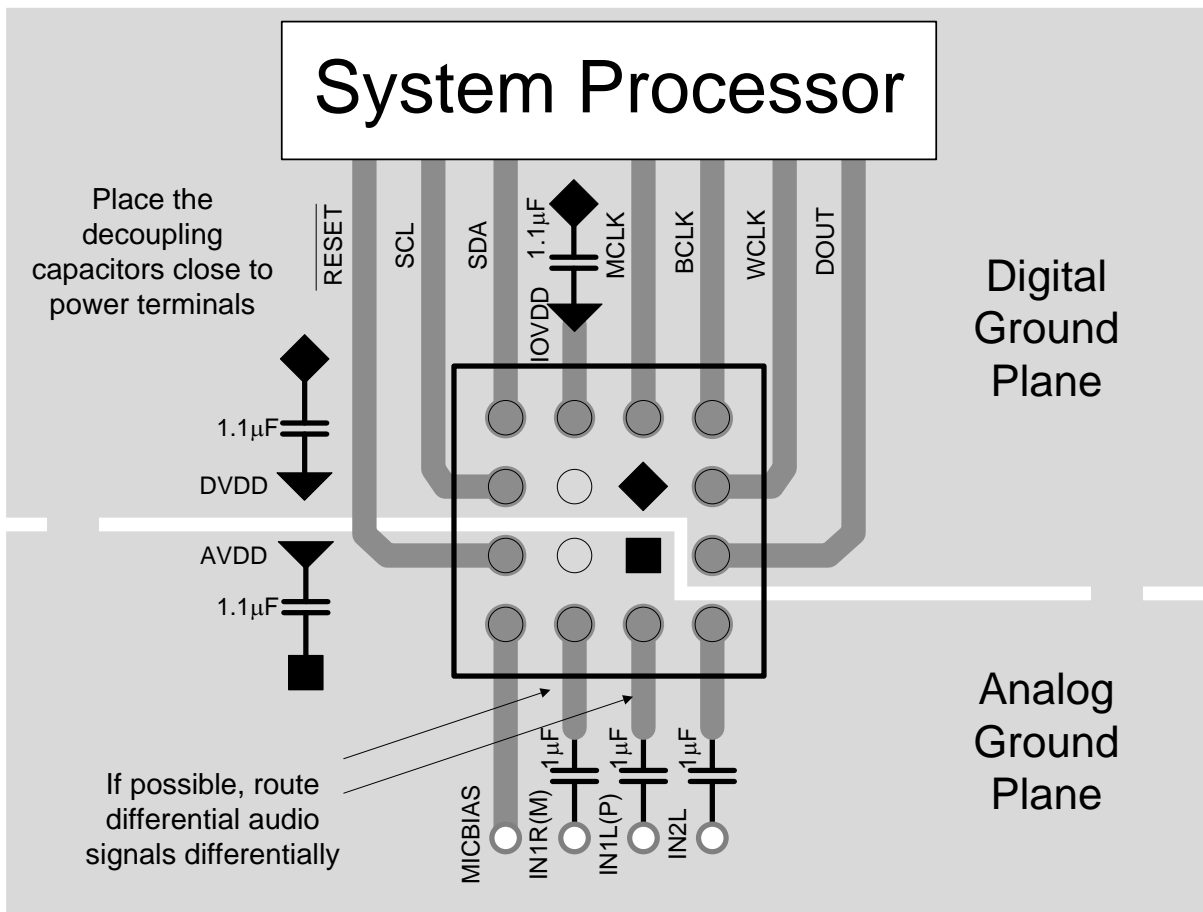 System Processor
Place the
decoupling
capacitors close to
power terminals
RESET
SCL
SDA
1.1µF
IOVDD
MCLK
BCLK
WCLK
DOUT
Digital
Ground
Plane
1.1µF
DVDD
AVDD
1.1µF
Analog
Ground
Plane
If possible, route
differential audio
signals differentially
MICBIAS
1µF
IN1R(M)
1µF
IN1L(P)
1µF
IN2L